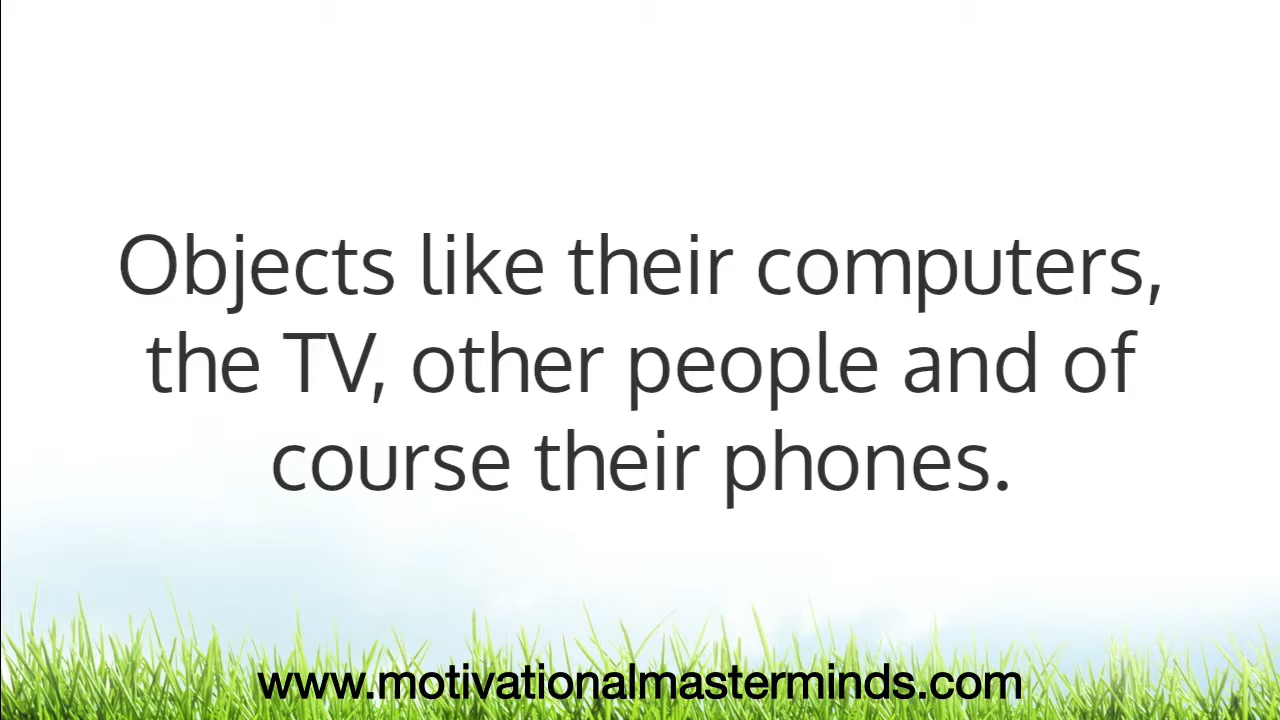 Objects like their computers,
the TV, other people and of
course their phones.
www.motivationalmasterminds.com